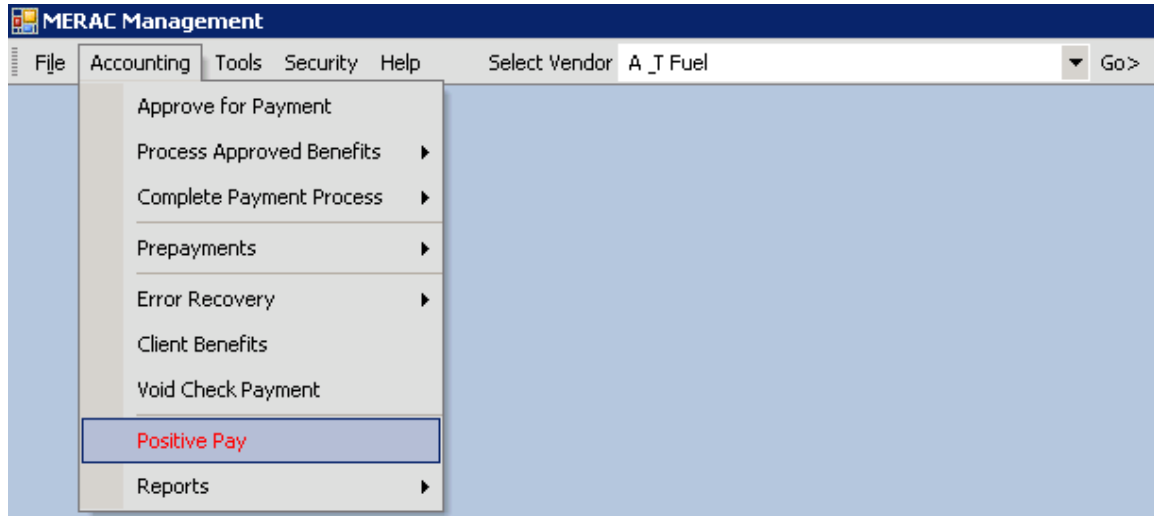 MERAC Management
File Accounting Tools Security Help Select Vendor A _T Fuel Go>
Approve for Payment
Process Approved Benefits
Complete Payment Process
Prepayments
Error Recovery
Client Benefits
Void Check Payment
Positive Pay
Reports